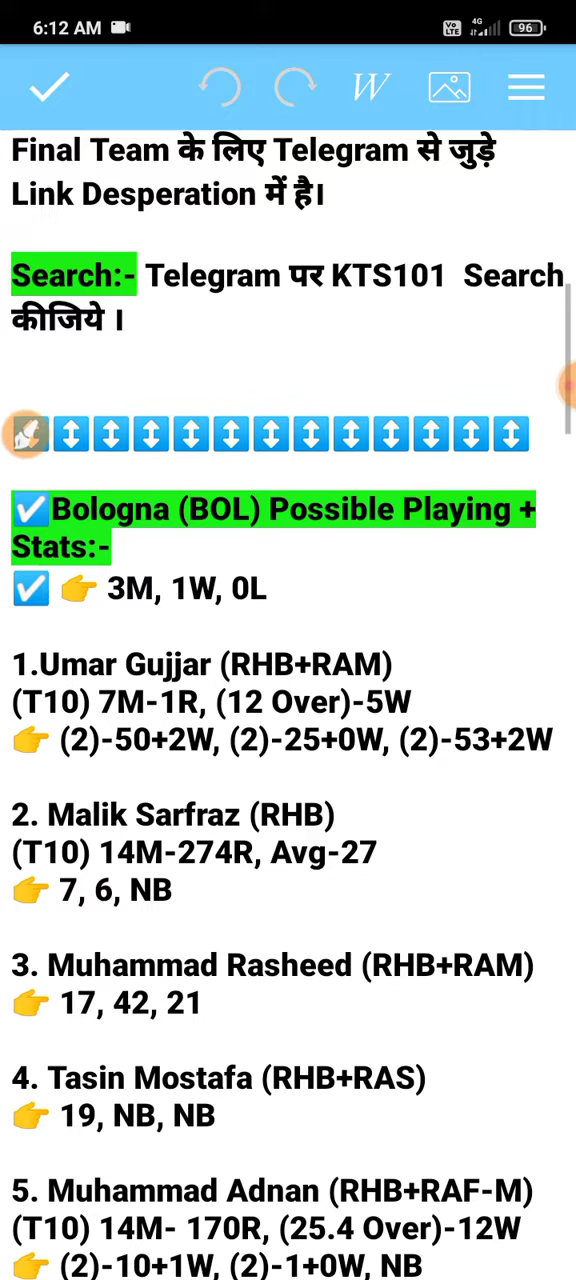 6:12 AM
Vo LTE 4G 96
W
Final Team के लिए Telegram से जुड़े
Link Desperation में है।
Search:- Telegram पर KTS101 Search
कीजिये ।
✅Bologna (BOL) Possible Playing +
Stats:-
✅ 👉 3M, 1W, 0L
1.Umar Gujjar (RHB+RAM)
(T10) 7M-1R, (12 Over)-5W
👉 (2)-50+2W, (2)-25+0W, (2)-53+2W
2. Malik Sarfraz (RHB)
(T10) 14M-274R, Avg-27
👉 7, 6, NB
3. Muhammad Rasheed (RHB+RAM)
👉 17, 42, 21
4. Tasin Mostafa (RHB+RAS)
👉 19, NB, NB
5. Muhammad Adnan (RHB+RAF-M)
(T10) 14M- 170R, (25.4 Over)-12W
👉 (2)-10+1W, (2)-1+0W, NB